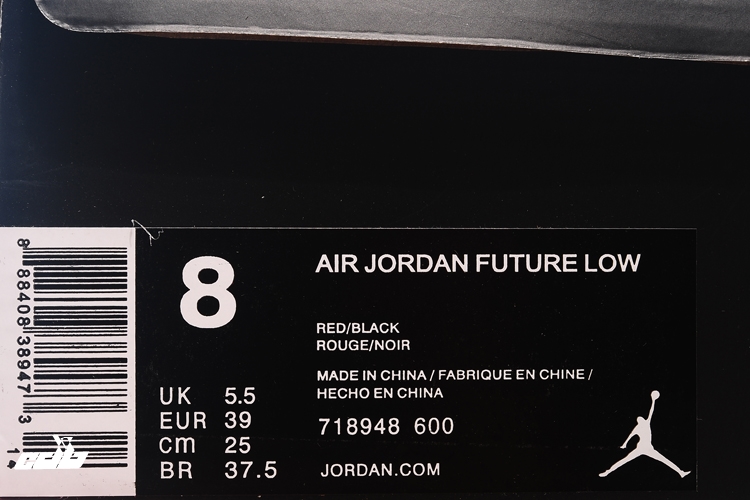 8 88408 38947 3
14
8
AIR JORDAN FUTURE LOW
RED/BLACK
ROUGE/NOIR
MADE IN CHINA / FABRIQUE EN CHINE /
HECHO EN CHINA
718948 600
JORDAN.COM
UK 5.5
EUR 39
cm 25
BR 37.5